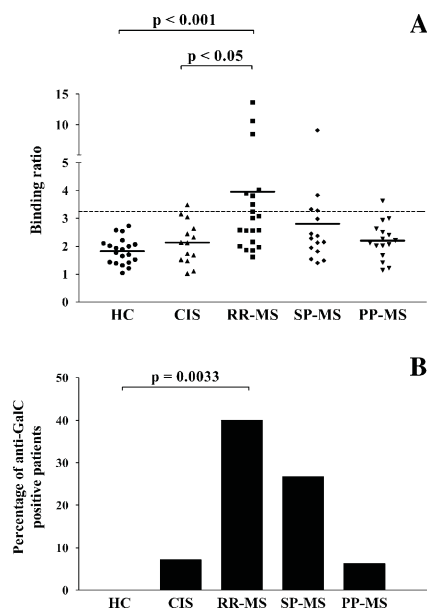 A
p < 0.001
p < 0.05
15
10
5
4
3
2
1
0
Binding ratio
HC CIS RR-MS SP-MS PP-MS
B
p = 0.0033
50
40
30
20
10
0
Percentage of anti-GalC
positive patients
HC CIS RR-MS SP-MS PP-MS